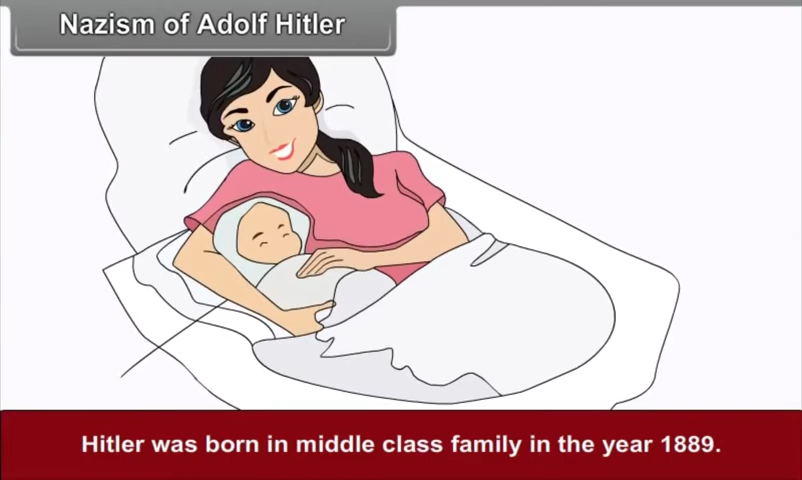 Nazism of Adolf Hitler
Hitler was born in middle class family in the year 1889.